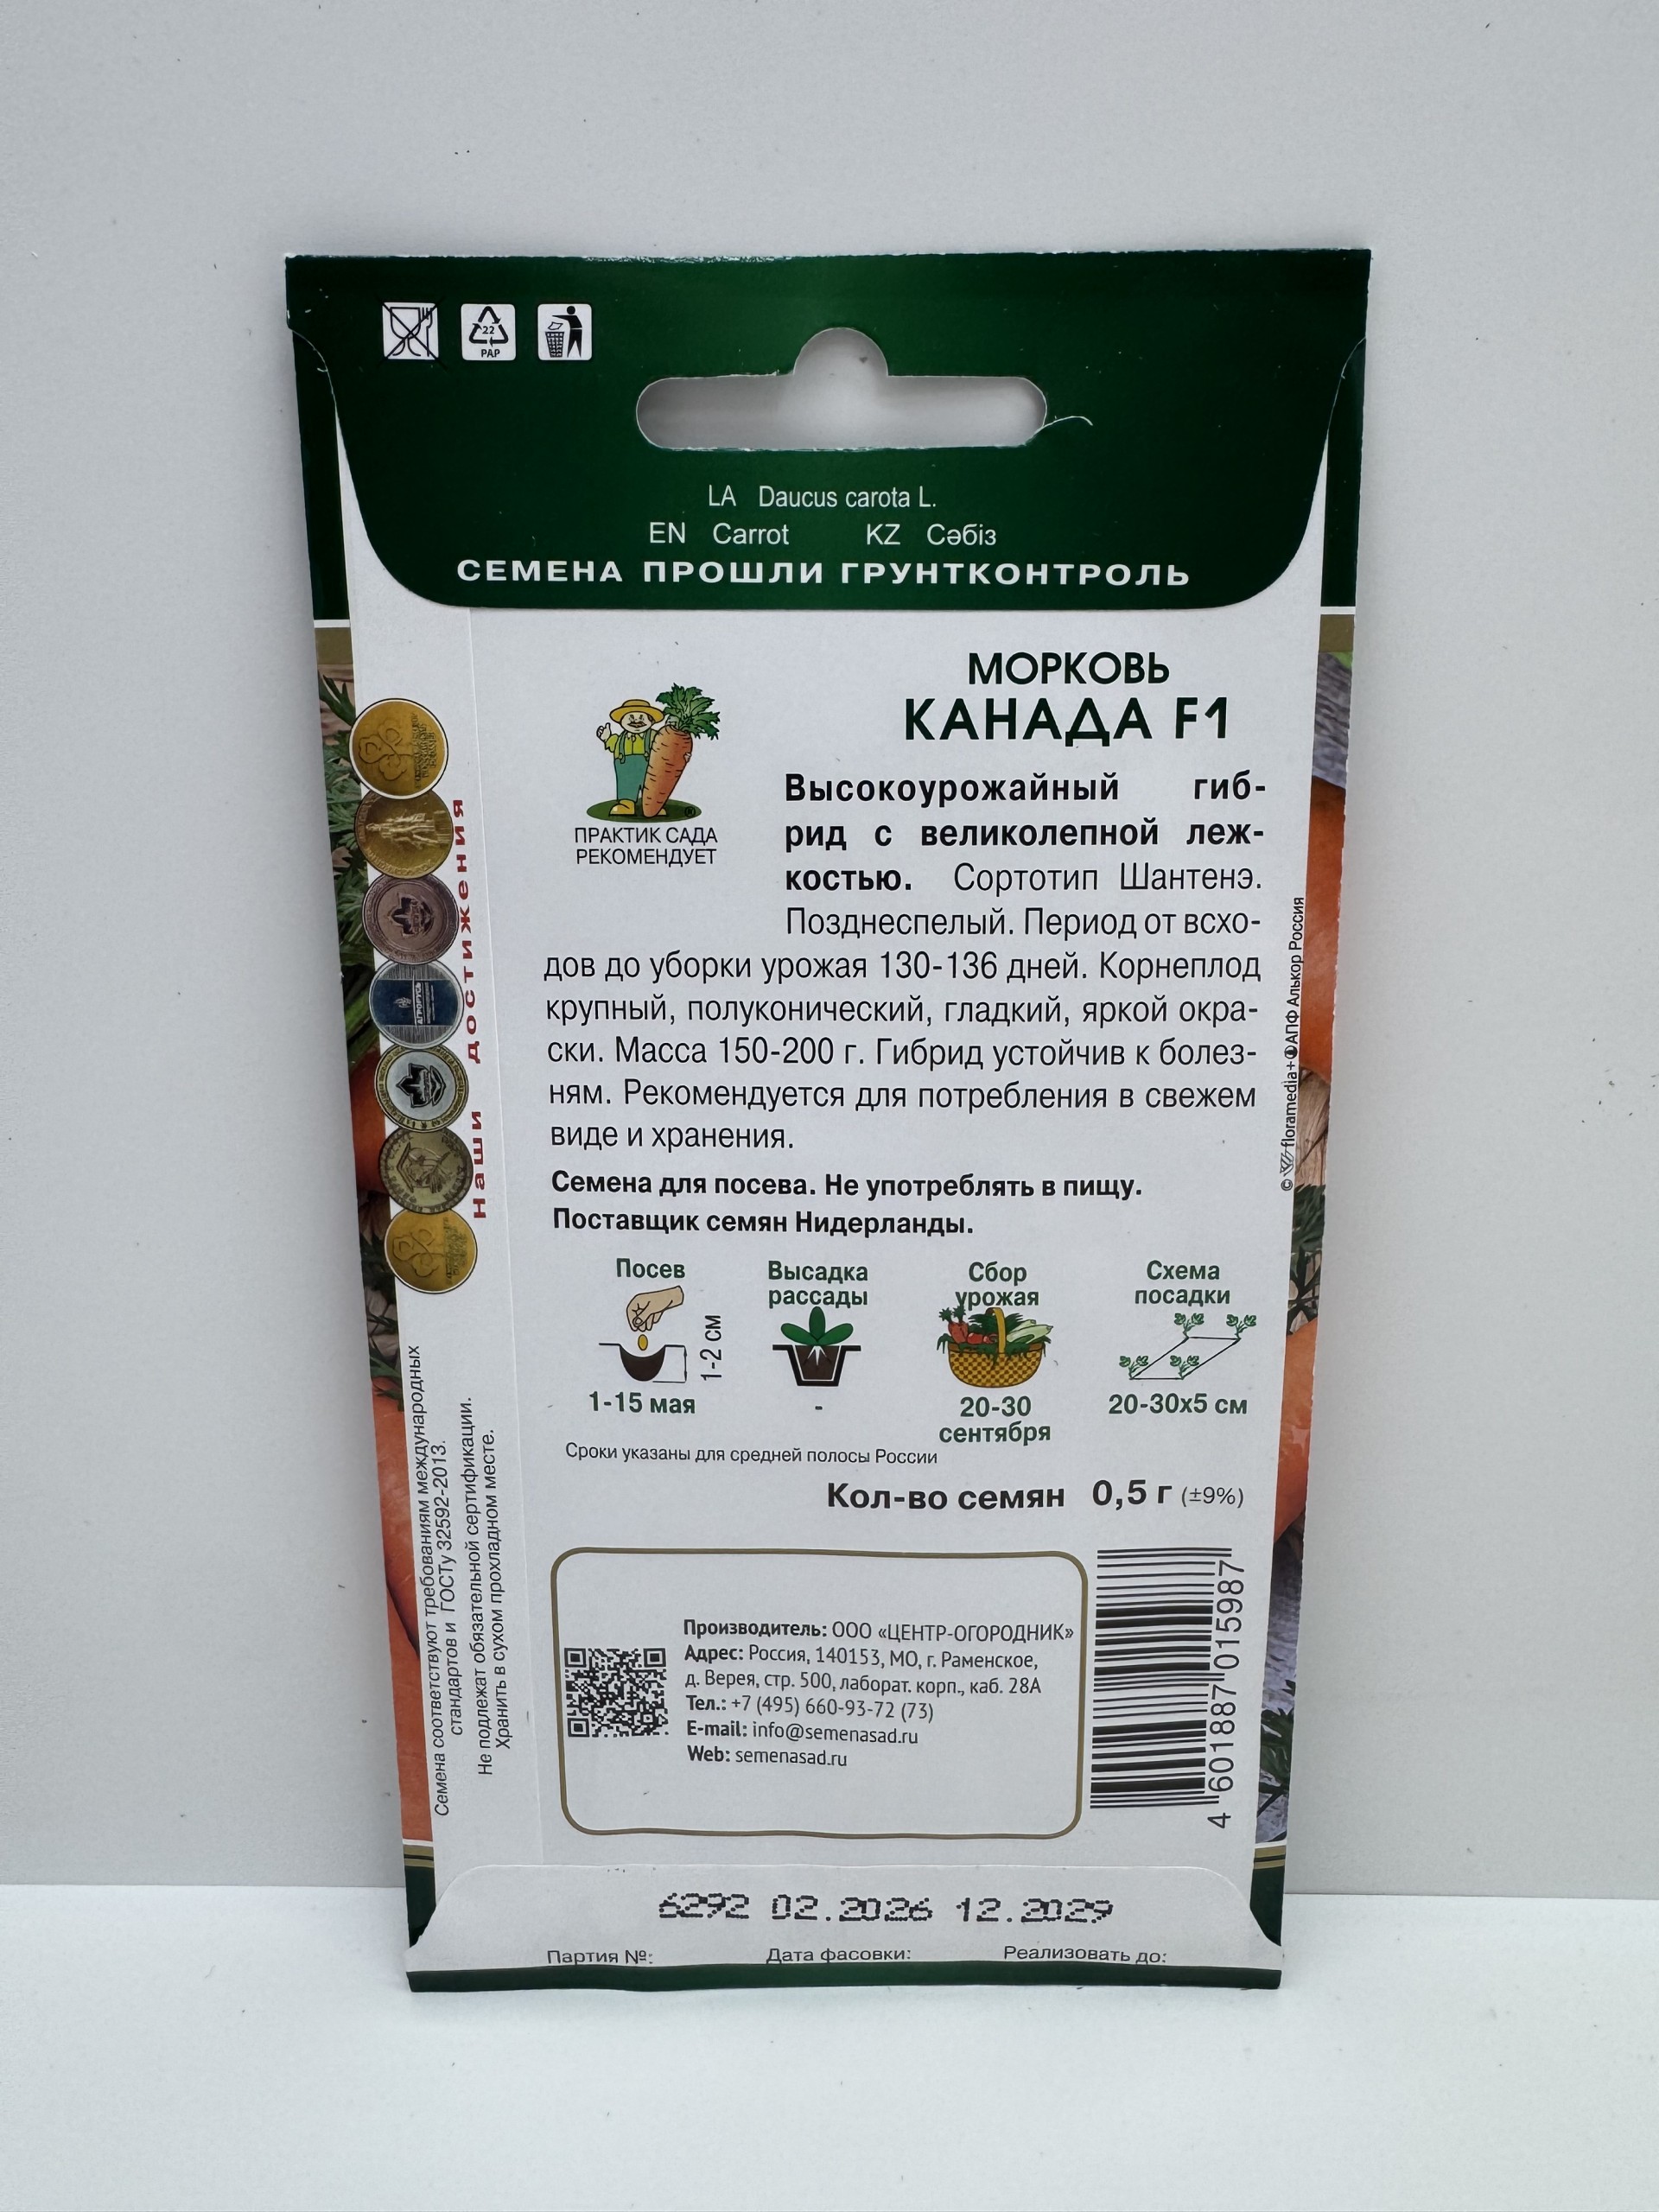 22
PAP
LA Daucus carota L.
EN Carrot KZ Сәбіз
СЕМЕНА ПРОШЛИ ГРУНТКОНТРОЛЬ
МОРКОВЬ
КАНАДА F1
ПРАКТИК САДА
РЕКОМЕНДУЕТ
Высокоурожайный гиб-
рид с великолепной леж-
костью. Сортотип Шантенэ.
Позднеспелый. Период от всхо-
дов до уборки урожая 130-136 дней. Корнеплод
крупный, полуконический, гладкий, яркой окра-
ски. Масса 150-200 г. Гибрид устойчив к болез-
ням. Рекомендуется для потребления в свежем
виде и хранения.
Семена для посева. Не употреблять в пищу.
Поставщик семян Нидерланды.
Посев
1-2 см
1-15 мая
Высадка
рассады
-
Сбор
урожая
20-30
сентября
Схема
посадки
20-30х5 см
Сроки указаны для средней полосы России
Кол-во семян 0,5 г (±9%)
Производитель: ООО «ЦЕНТР-ОГОРОДНИК»
Адрес: Россия, 140153, МО, г. Раменское,
д. Верея, стр. 500, лаборат. корп., каб. 28А
Тел.: +7 (495) 660-93-72 (73)
E-mail: info@semenasad.ru
Web: semenasad.ru
4 601887 015987
Наши достижения
АГРОРУСЬ
Семена соответствуют требованиям международных
стандартов и ГОСТу 32592-2013.
Не подлежат обязательной сертификации.
Хранить в сухом прохладном месте.
© floramedia+ АПФ Алькор Россия
6292 02.2026 12.2029
Партия №: Дата фасовки: Реализовать до: